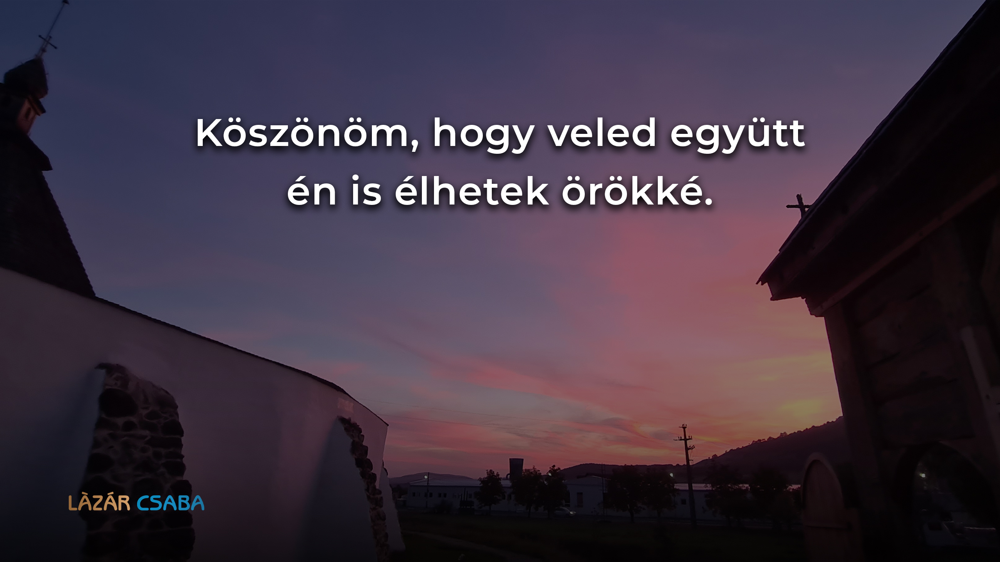 Köszönöm, hogy veled együtt
én is élhetek örökké.
LÀZÁR CSABA